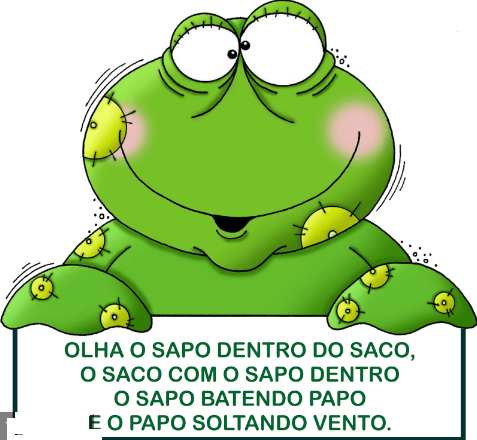 OLHA O SAPO DENTRO DO SACO,
O SACO COM O SAPO DENTRO
O SAPO BATENDO PAPO
E O PAPO SOLTANDO VENTO.